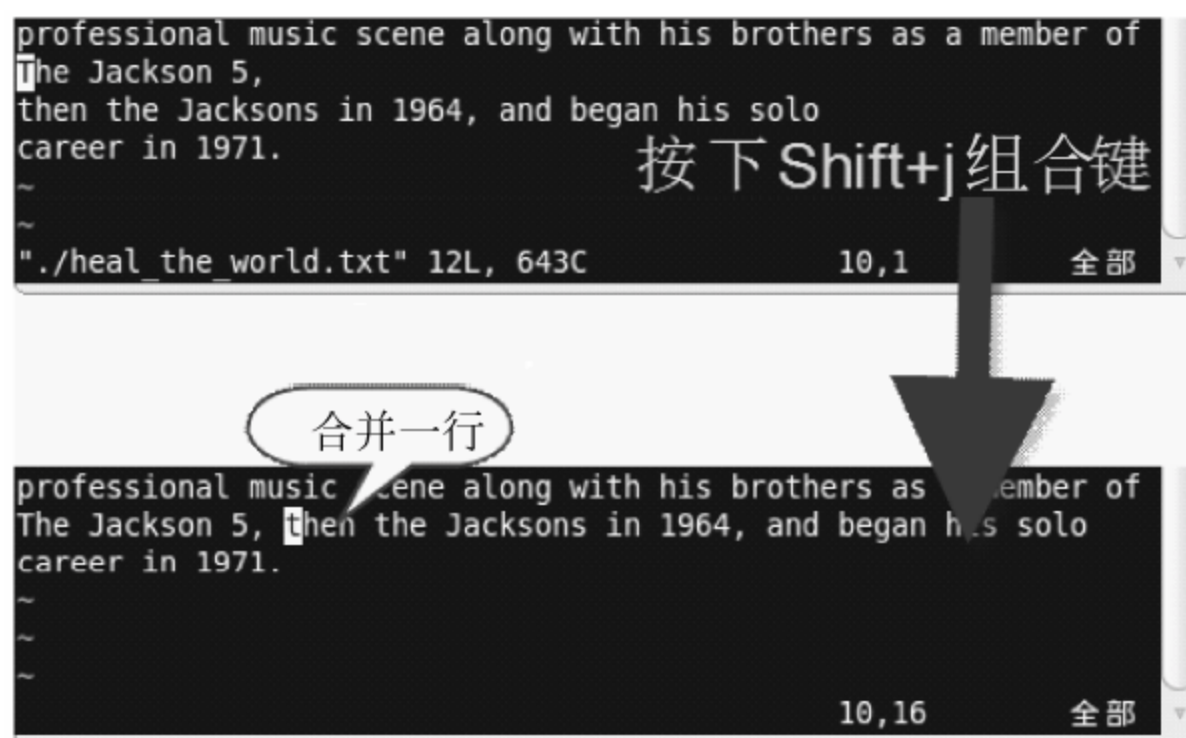 professional music scene along with his brothers as a member of
The Jackson 5,
then the Jacksons in 1964, and began his solo
career in 1971.
按下Shift+j组合键
~
~
"./heal_the_world.txt" 12L, 643C 10,1 全部
合并一行
professional music along with his brothers as of
The Jackson 5, then the Jacksons in 1964, and began his solo
career in 1971.
~
~
~
10,16 全部